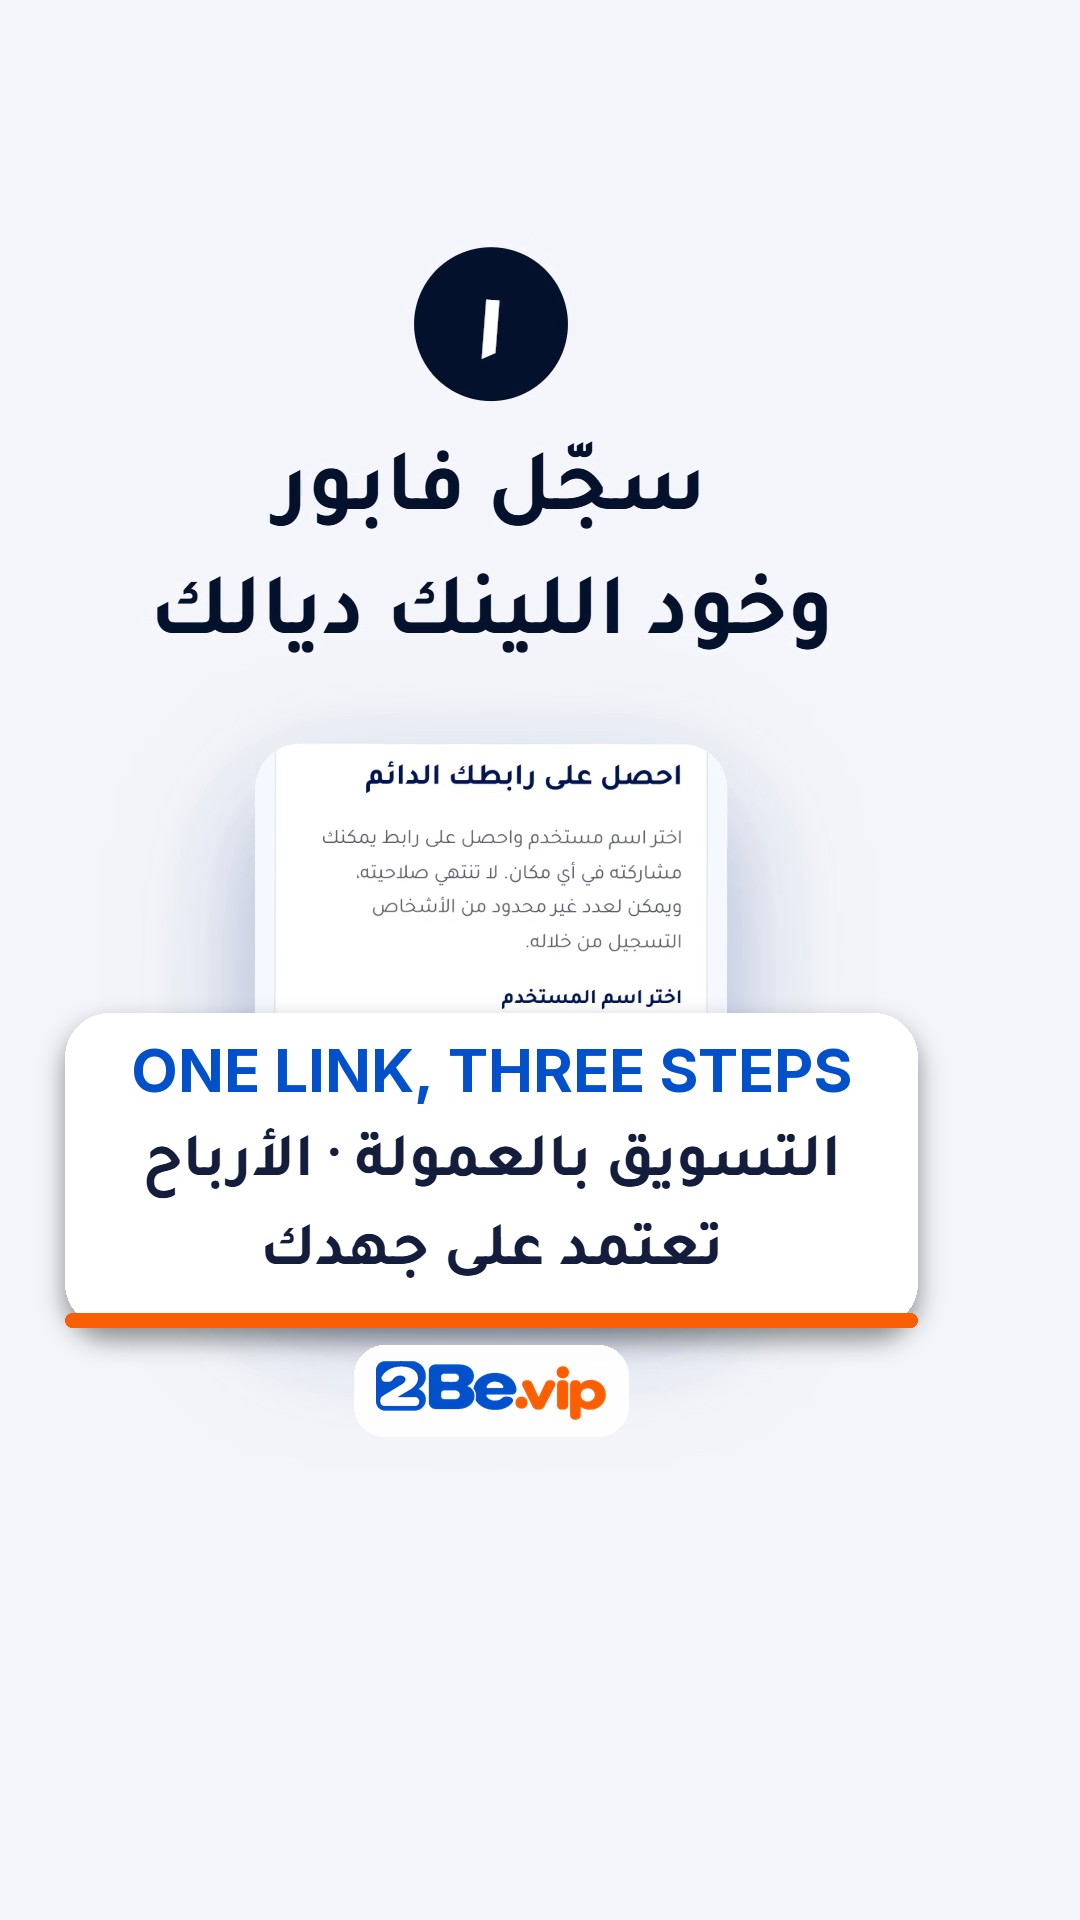 ١
سجّل فابور
وخود اللينك ديالك
احصل على رابطك الدائم
اختر اسم مستخدم واحصل على رابط يمكنك
مشاركته في أي مكان. لا تنتهي صلاحيته،
ويمكن لعدد غير محدود من الأشخاص
التسجيل من خلاله.
اختر اسم المستخدم
ONE LINK, THREE STEPS
التسويق بالعمولة · الأرباح
تعتمد على جهدك
2Be.vip